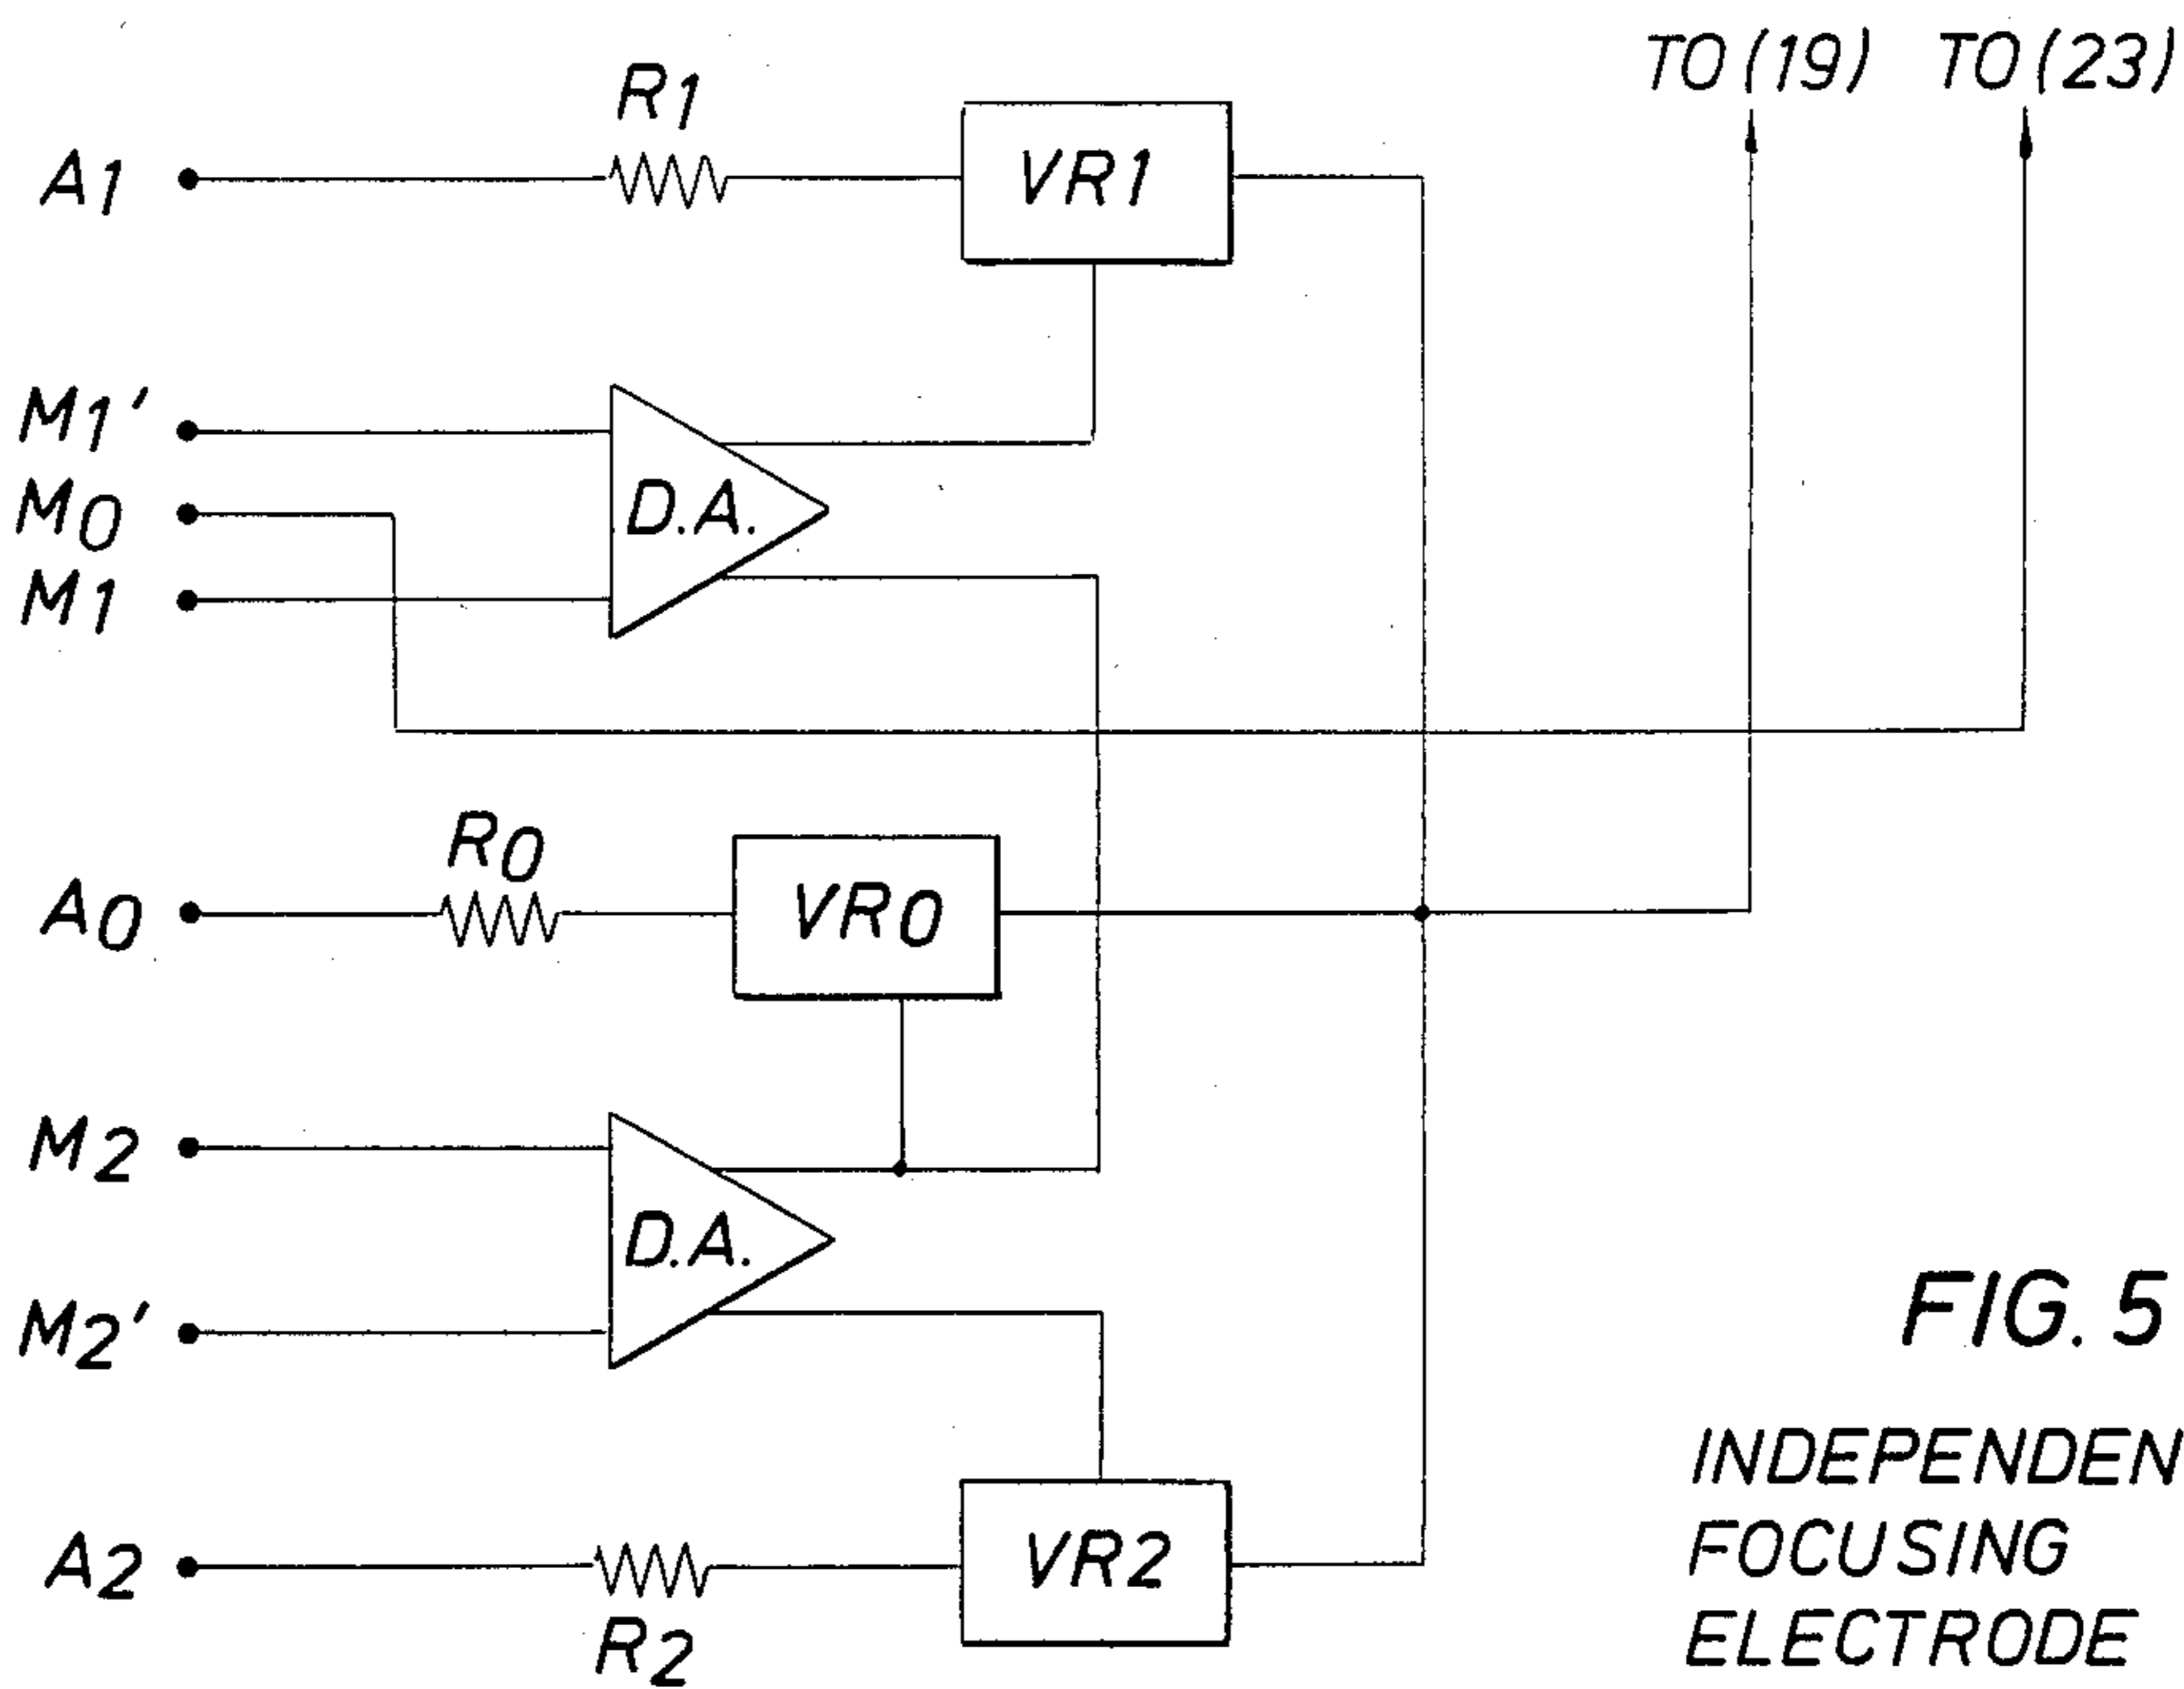 TO (19) TO (23)
R1
A1
VR1
M1'
M0
D.A.
M1
R0
A0
VR0
M2
D.A.
M2'
FIG. 5
INDEPENDEN
FOCUSING
ELECTRODE
A2
VR2
R2